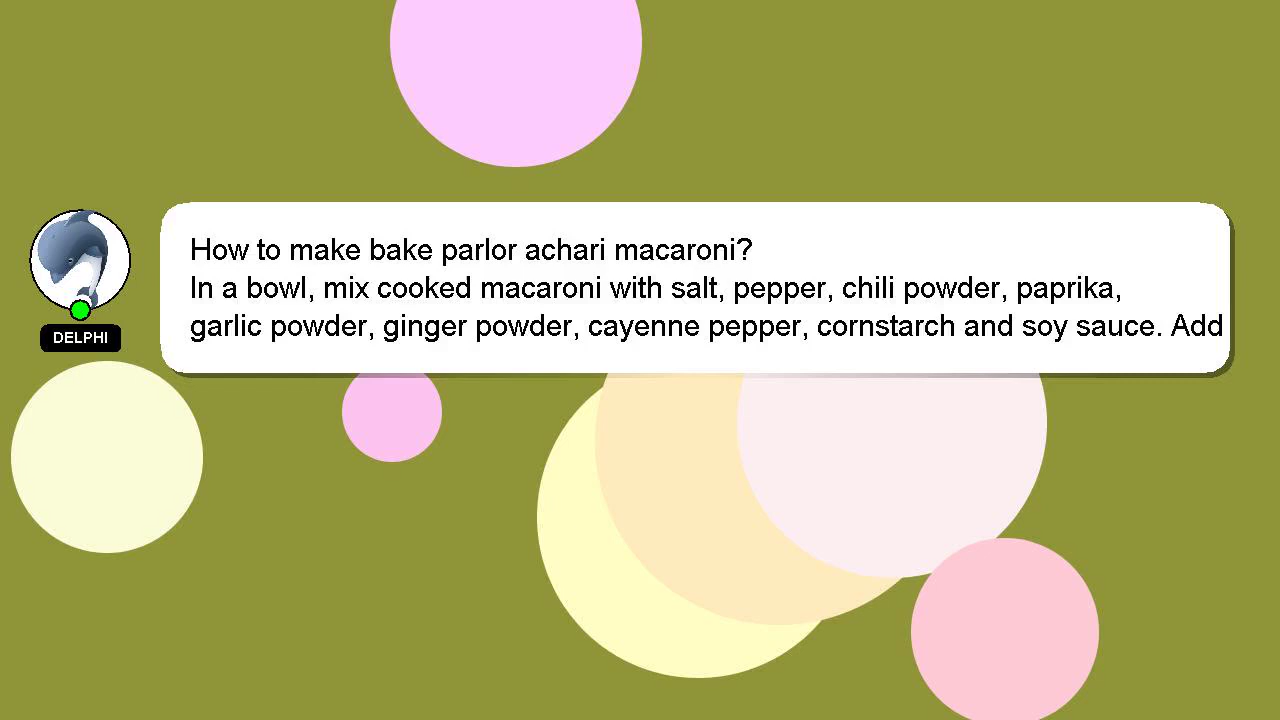 How to make bake parlor achari macaroni?
In a bowl, mix cooked macaroni with salt, pepper, chili powder, paprika,
garlic powder, ginger powder, cayenne pepper, cornstarch and soy sauce. Add
DELPHI